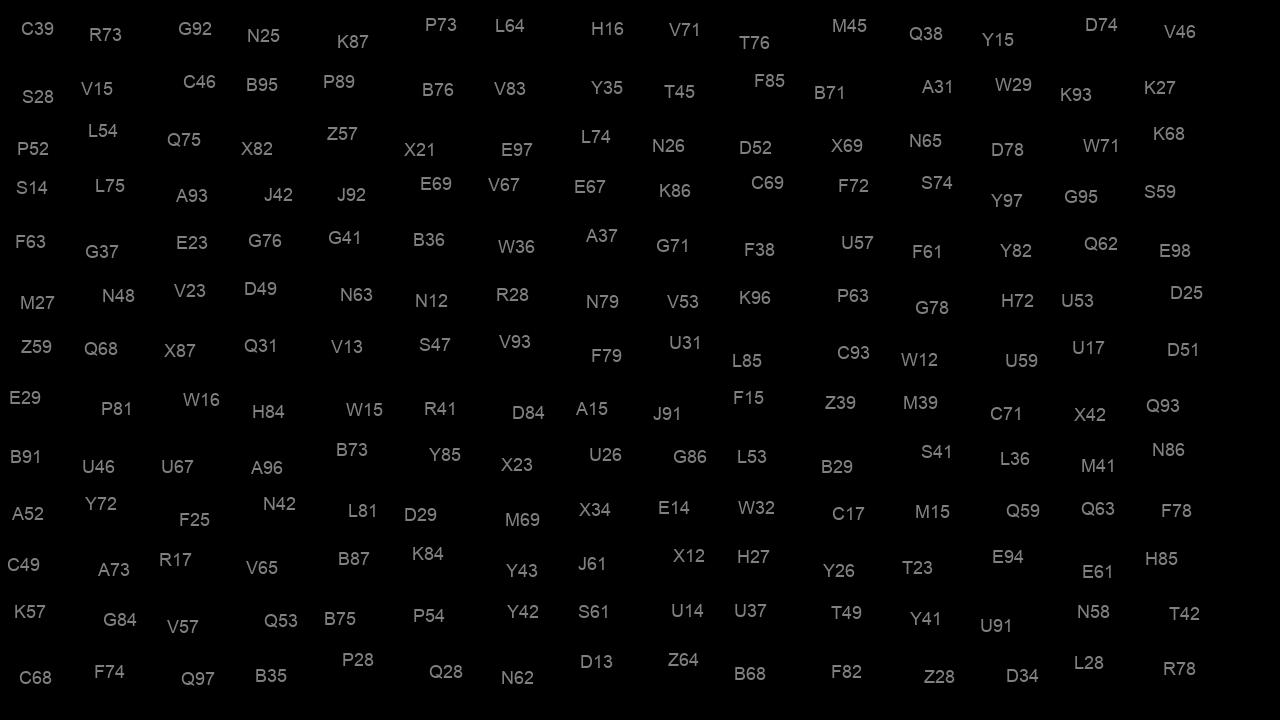 C39 R73 G92 N25 K87 P73 L64 H16 V71 T76 M45 Q38 Y15 D74 V46
S28 V15 C46 B95 P89 B76 V83 Y35 T45 F85 B71 A31 W29 K93 K27
P52 L54 Q75 X82 Z57 X21 E97 L74 N26 D52 X69 N65 D78 W71 K68
S14 L75 A93 J42 J92 E69 V67 E67 K86 C69 F72 S74 Y97 G95 S59
F63 G37 E23 G76 G41 B36 W36 A37 G71 F38 U57 F61 Y82 Q62 E98
M27 N48 V23 D49 N63 N12 R28 N79 V53 K96 P63 G78 H72 U53 D25
Z59 Q68 X87 Q31 V13 S47 V93 F79 U31 L85 C93 W12 U59 U17 D51
E29 P81 W16 H84 W15 R41 D84 A15 J91 F15 Z39 M39 C71 X42 Q93
B91 U46 U67 A96 B73 Y85 X23 U26 G86 L53 B29 S41 L36 M41 N86
A52 Y72 F25 N42 L81 D29 M69 X34 E14 W32 C17 M15 Q59 Q63 F78
C49 A73 R17 V65 B87 K84 Y43 J61 X12 H27 Y26 T23 E94 E61 H85
K57 G84 V57 Q53 B75 P54 Y42 S61 U14 U37 T49 Y41 U91 N58 T42
C68 F74 Q97 B35 P28 Q28 N62 D13 Z64 B68 F82 Z28 D34 L28 R78